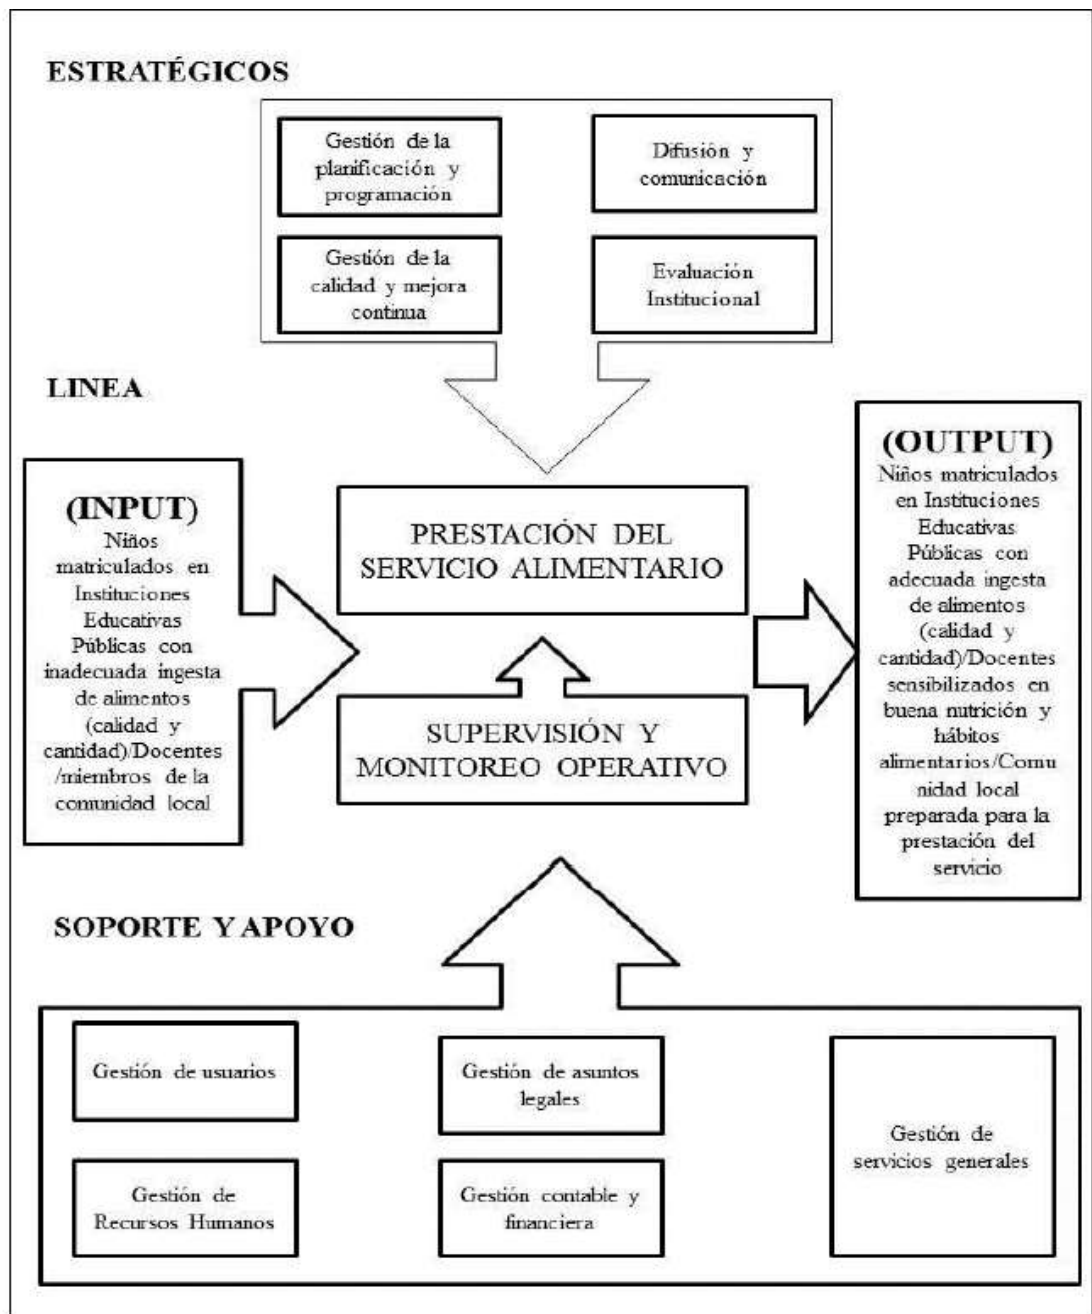 ESTRATÉGICOS
Gestión de la
planificación y
programación
Difusión y
comunicación
Gestión de la
calidad y mejora
continua
Evaluación
Institucional
LINEA
(INPUT)
Niños
matriculados en
Instituciones
Educativas
Públicas con
inadecuada ingesta
de alimentos
(calidad y
cantidad)/Docentes
/miembros de la
comunidad local
PRESTACIÓN DEL
SERVICIO ALIMENTARIO
SUPERVISIÓN Y
MONITOREO OPERATIVO
(OUTPUT)
Niños matriculados
en Instituciones
Educativas
Públicas con
adecuada ingesta
de alimentos
(calidad y
cantidad)/Docentes
sensibilizados en
buena nutrición y
hábitos
alimentarios/Comu
nidad local
preparada para la
prestación del
servicio
SOPORTE Y APOYO
Gestión de usuarios
Gestión de asuntos
legales
Gestión de
servicios generales
Gestión de
Recursos Humanos
Gestión contable y
financiera